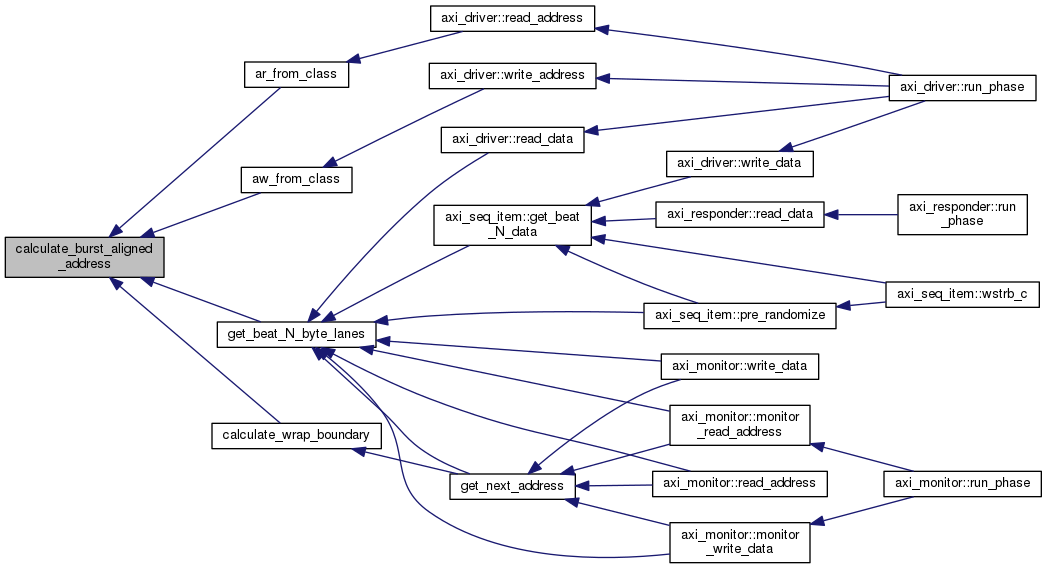 axi_driver::read_address
ar_from_class
axi_driver::write_address
axi_driver::run_phase
axi_driver::read_data
axi_driver::write_data
aw_from_class
axi_seq_item::get_beat
_N_data
axi_responder::read_data
axi_responder::run
_phase
calculate_burst_aligned
_address
axi_seq_item::wstrb_c
axi_seq_item::pre_randomize
get_beat_N_byte_lanes
axi_monitor::write_data
axi_monitor::monitor
_read_address
calculate_wrap_boundary
get_next_address
axi_monitor::read_address
axi_monitor::run_phase
axi_monitor::monitor
_write_data